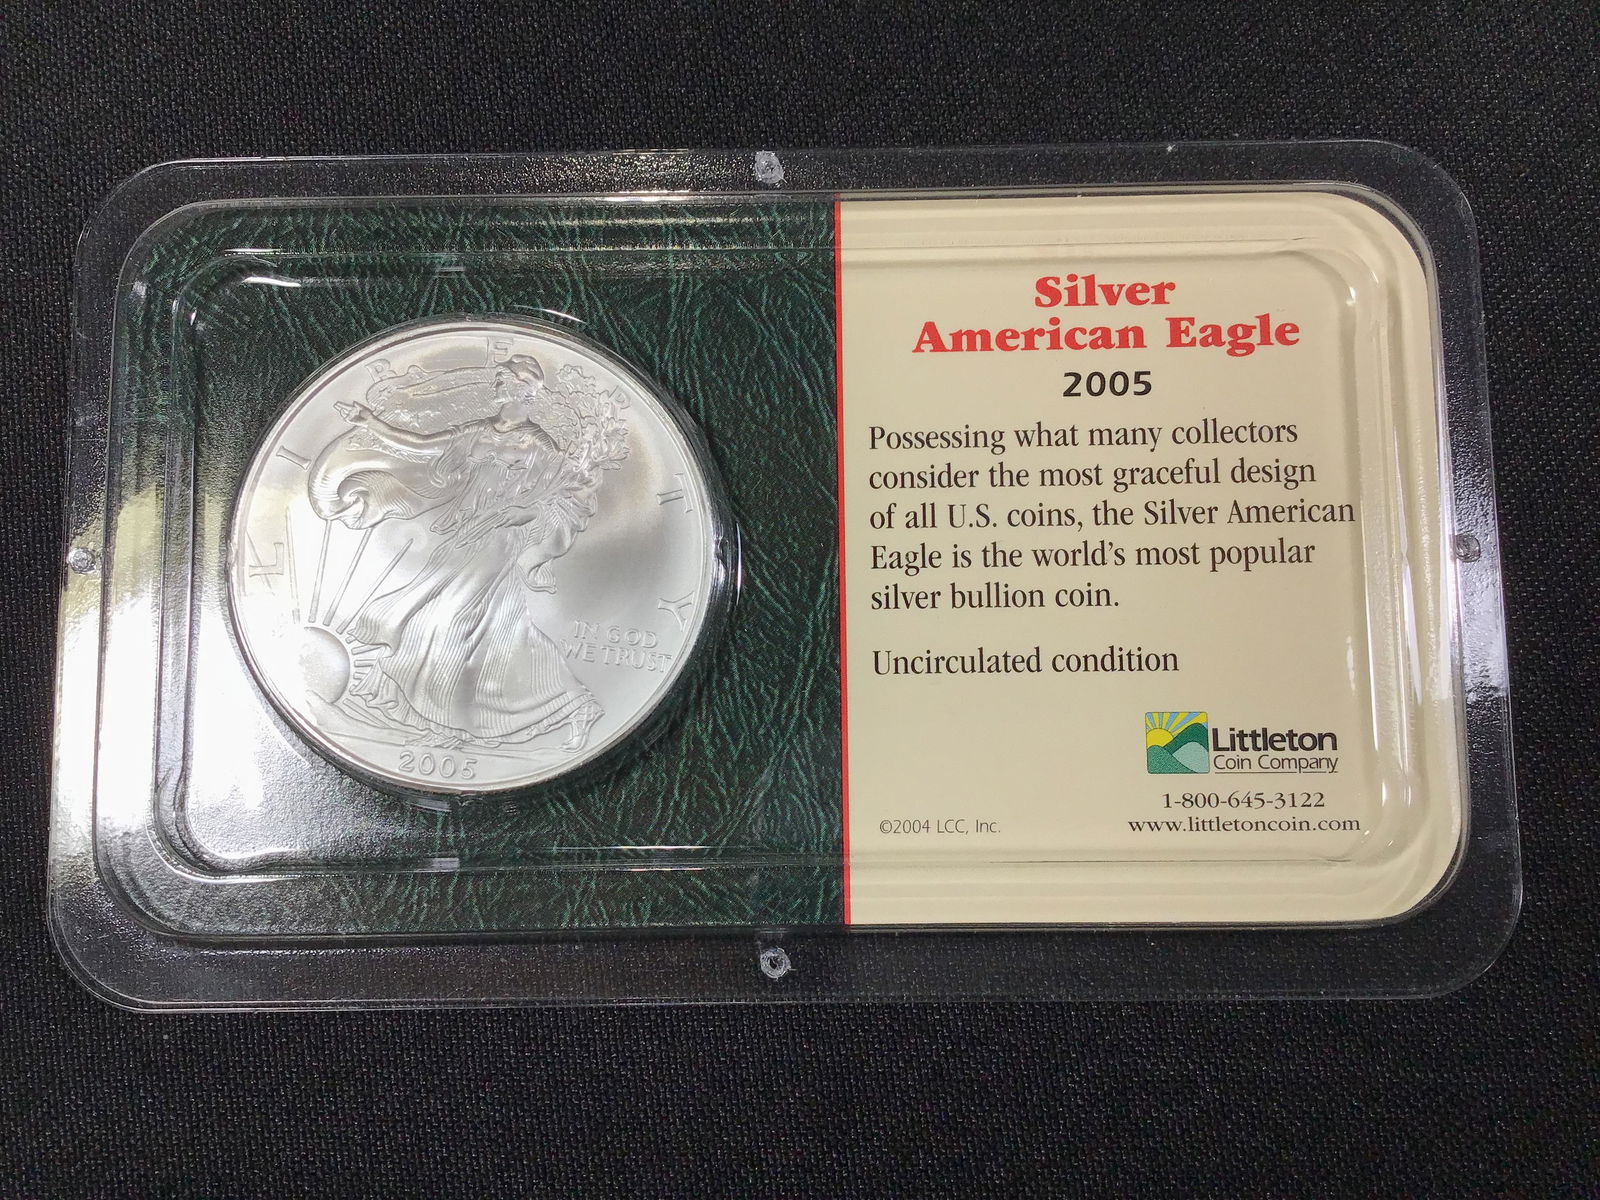 LIBERTY
IN GOD
WE TRUST
2005
Silver
American Eagle
2005
Possessing what many collectors
consider the most graceful design
of all U.S. coins, the Silver American
Eagle is the world's most popular
silver bullion coin.
Uncirculated condition
Littleton
Coin Company
1-800-645-3122
©2004 LCC, Inc.
www.littletoncoin.com